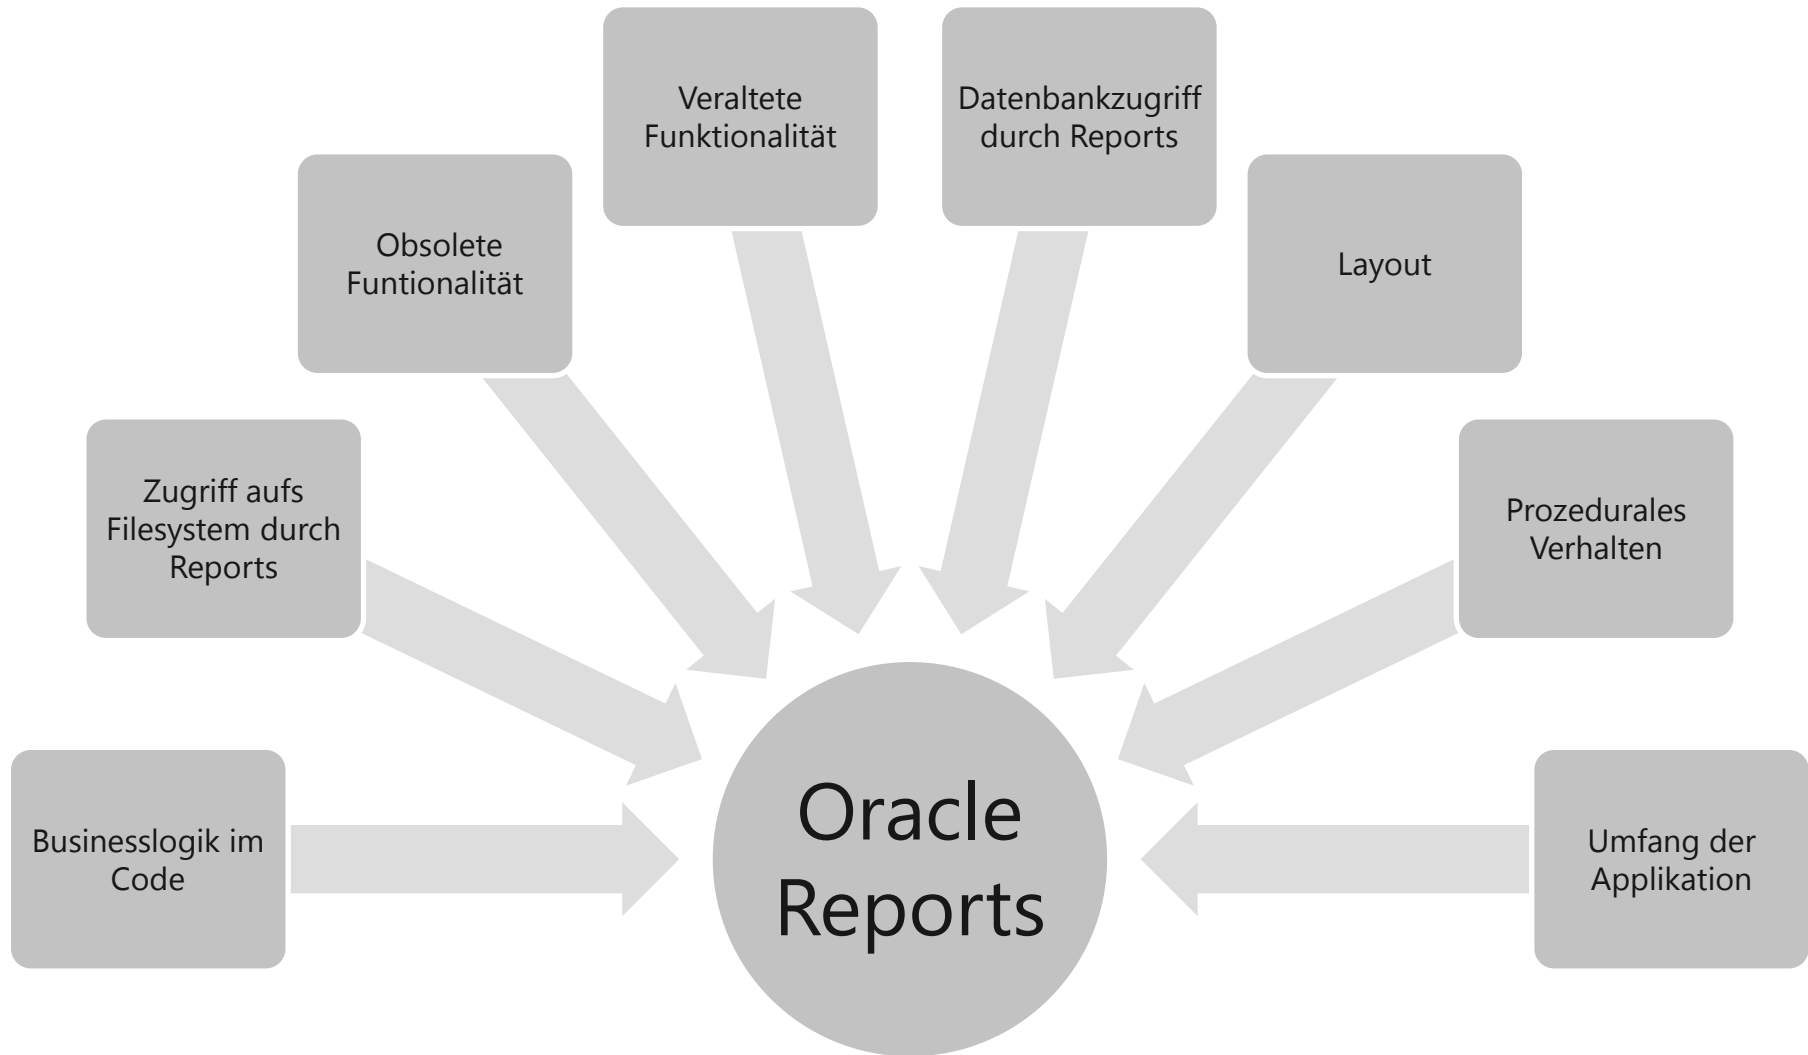 Veraltete
Funktionalität
Datenbankzugriff
durch Reports
Obsolete
Funtionalität
Layout
Zugriff aufs
Filesystem durch
Reports
Prozedurales
Verhalten
Businesslogik im
Code
Oracle
Reports
Umfang der
Applikation